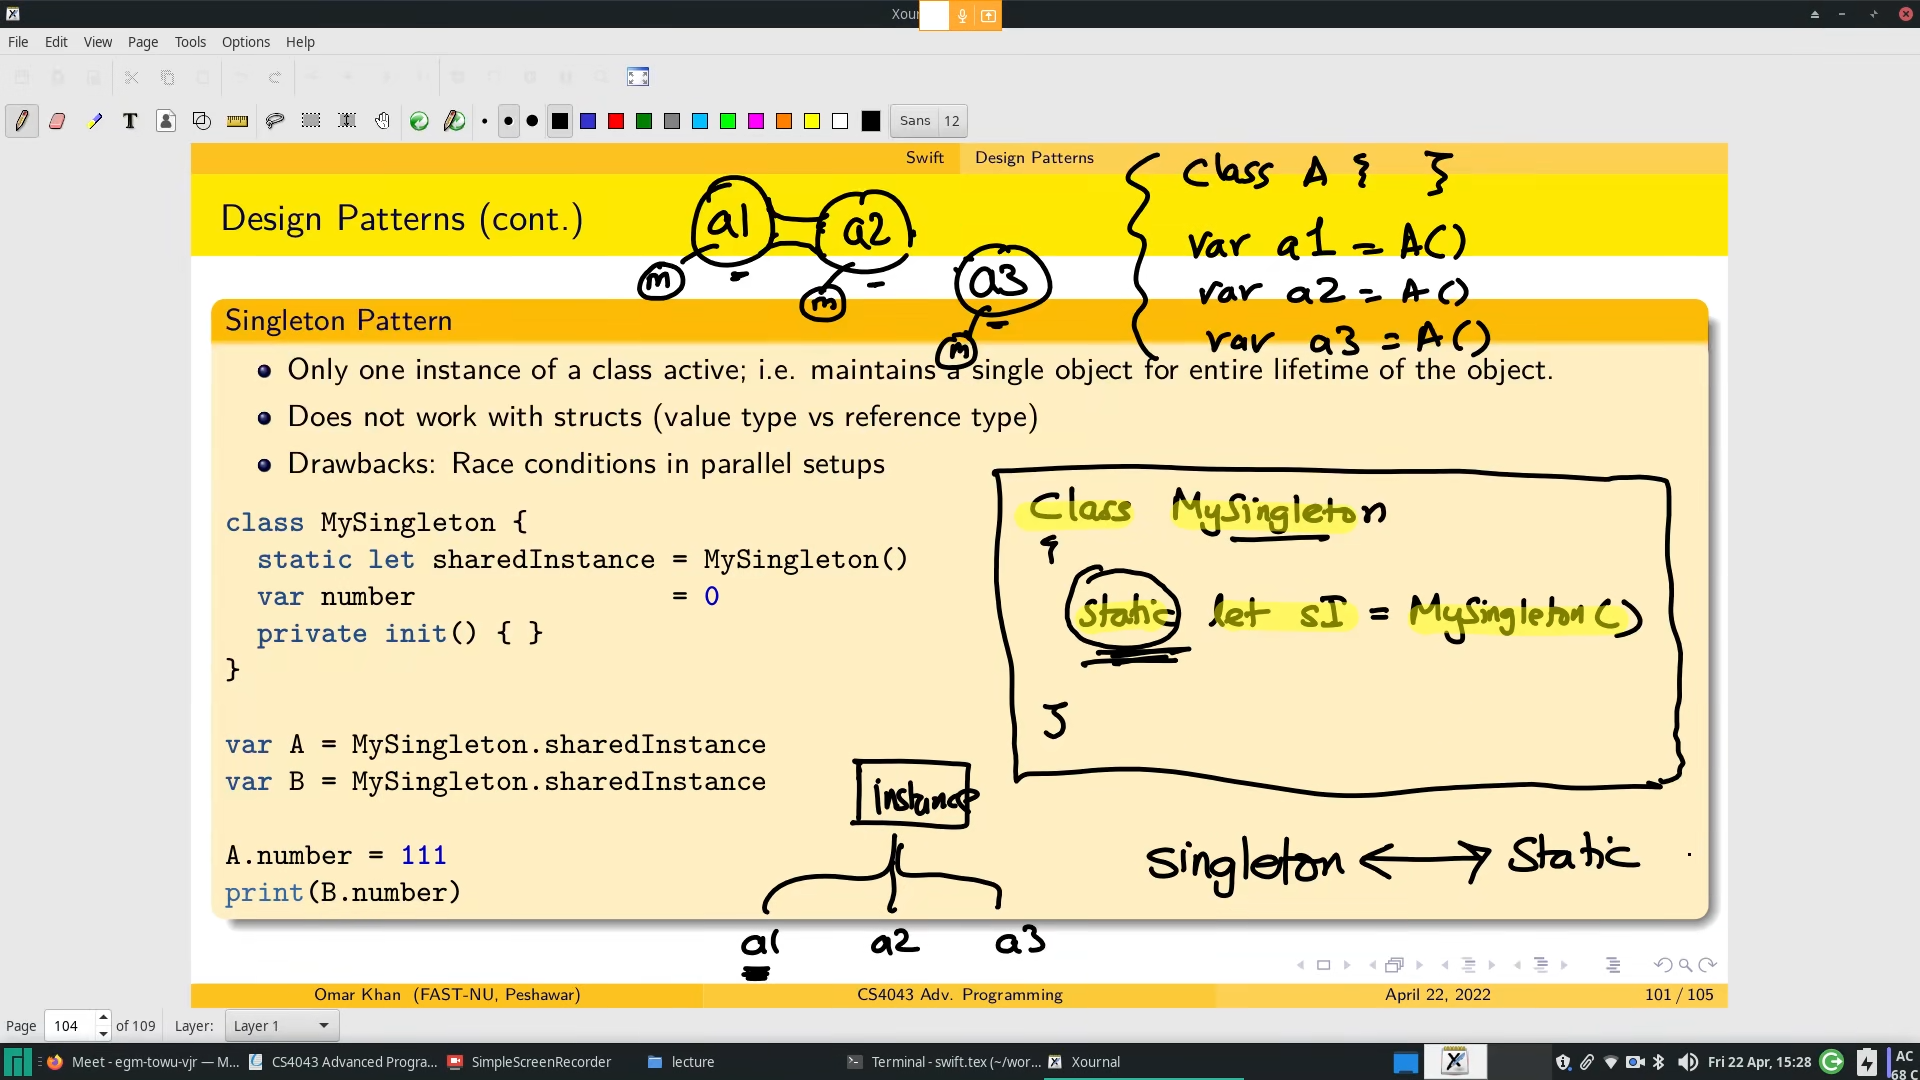 Xour
File Edit View Page Tools Options Help
T
Sans 12
Swift Design Patterns
Design Patterns (cont.)
a1 a2
m m
a3
m
Class A { }
var a1 = A()
var a2 = A()
var a3 = A()
Singleton Pattern
Only one instance of a class active; i.e. maintains a single object for entire lifetime of the object.
Does not work with structs (value type vs reference type)
Drawbacks: Race conditions in parallel setups
class MySingleton {
static let sharedInstance = MySingleton()
var number = 0
private init() { }
}
var A = MySingleton.sharedInstance
var B = MySingleton.sharedInstance
A.number = 111
print(B.number)
Class MySingleton
{
Static let sI = MySingleton()
}
instance
a1 a2 a3
Singleton ↔ Static
Omar Khan (FAST-NU, Peshawar) CS4043 Adv. Programming April 22, 2022 101 / 105
Page 104 of 109 Layer: Layer 1
Meet - egm-towu-vjr — M... CS4043 Advanced Progra... SimpleScreenRecorder lecture Terminal - swift.tex (~/wor... Xournal Fri 22 Apr, 15:28 AC
68 C